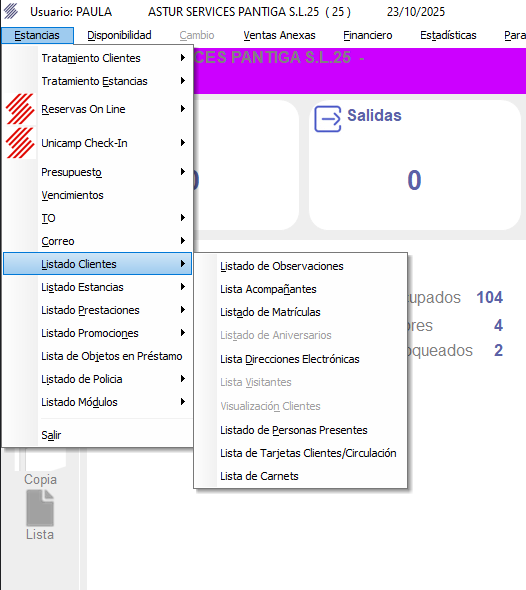 Usuario: PAULA ASTUR SERVICES PANTIGA S.L.25 ( 25 ) 23/10/2025
Estancias Disponibilidad Cambio Ventas Anexas Financiero Estadísticas Para
CES PANTIGA S.L.25 -
Tratamiento Clientes
Tratamiento Estancias
Reservas On Line
Unicamp Check-In
Presupuesto
Vencimientos
TO
Correo
Listado Clientes
Listado Estancias
Listado Prestaciones
Listado Promociones
Lista de Objetos en Préstamo
Listado de Policia
Listado Módulos
Salir
Listado de Observaciones
Lista Acompañantes
Listado de Matrículas
Listado de Aniversarios
Lista Direcciones Electrónicas
Lista Visitantes
Visualización Clientes
Listado de Personas Presentes
Lista de Tarjetas Clientes/Circulación
Lista de Carnets
Salidas
0
0
cupados 104
ores 4
oqueados 2
Copia
Lista